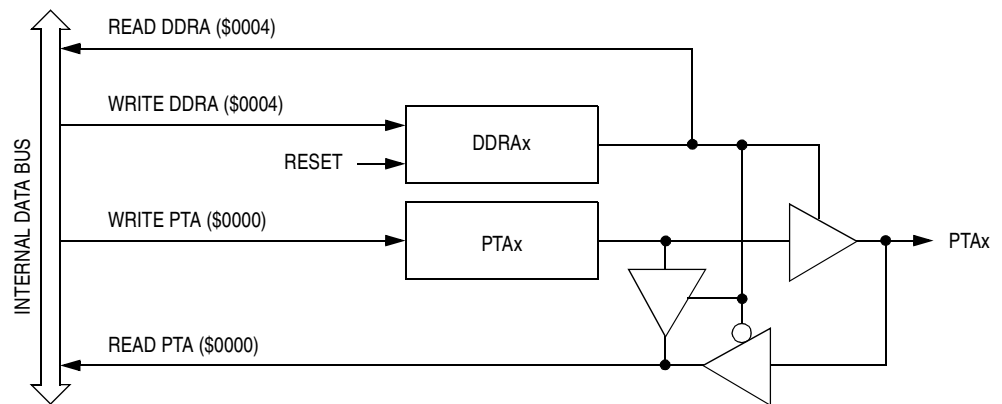 READ DDRA ($0004)
WRITE DDRA ($0004)
DDRAx
RESET
INTERNAL DATA BUS
WRITE PTA ($0000)
PTAx
PTAx
READ PTA ($0000)